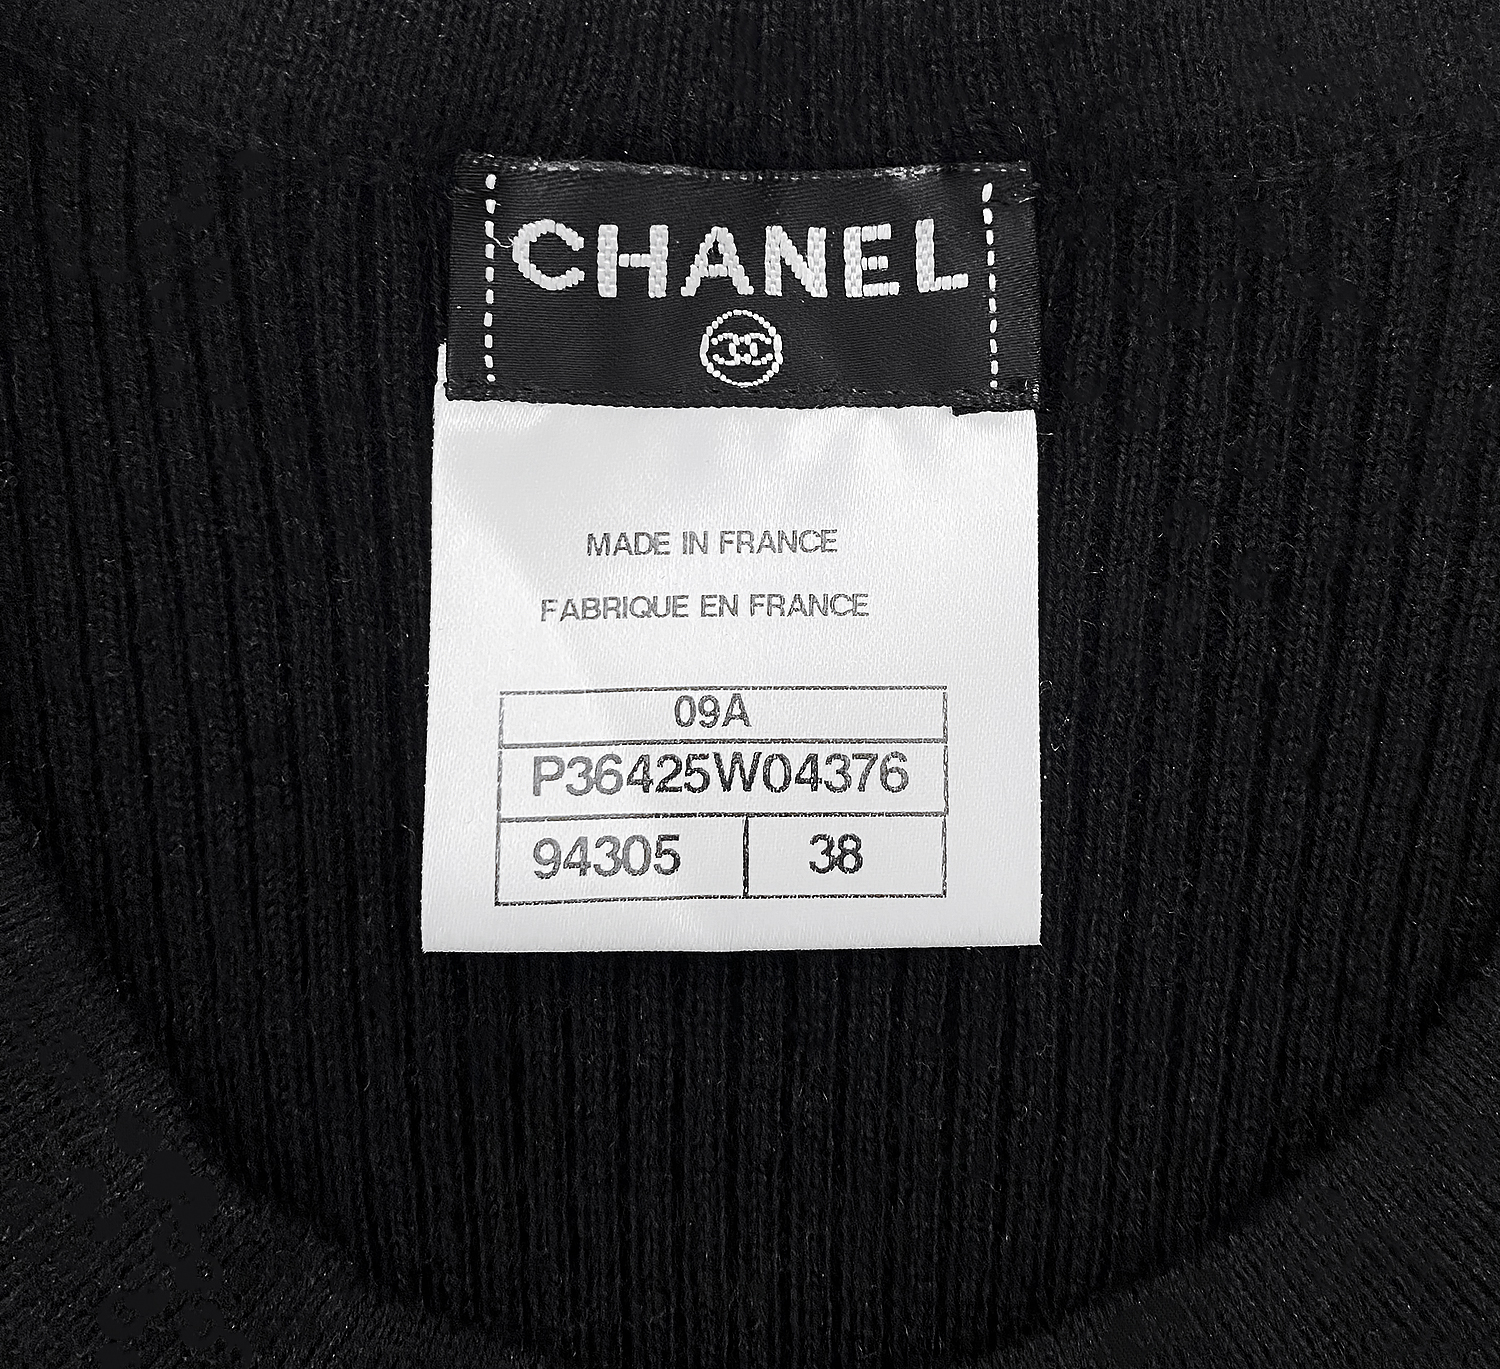 CHANEL
MADE IN FRANCE
FABRIQUE EN FRANCE
09A
P36425W04376
94305 38